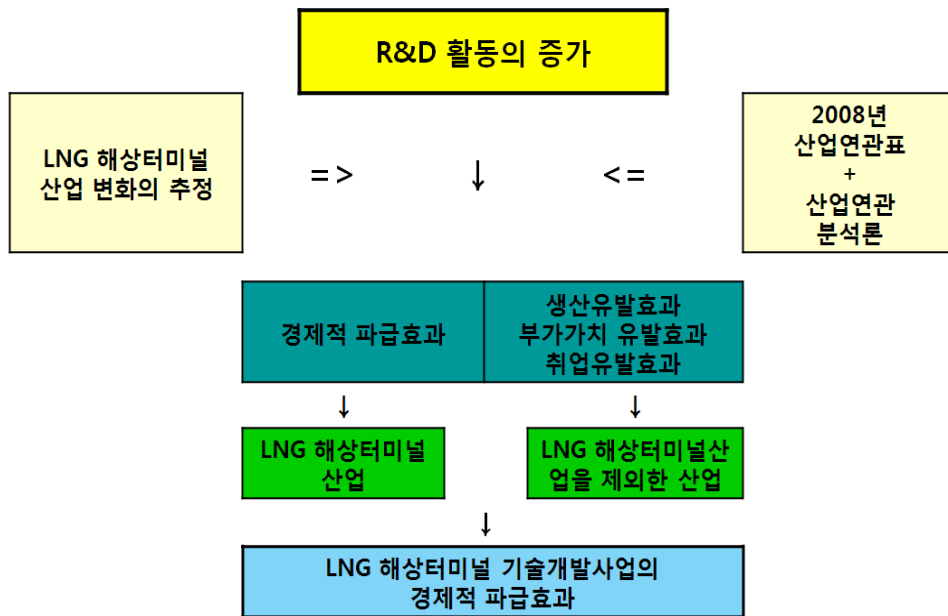 R&D 활동의 증가
LNG 해상터미널
산업 변화의 추정
=>
↓
<=
2008년
산업연관표
+
산업연관
분석론
경제적 파급효과
생산유발효과
부가가치 유발효과
취업유발효과
↓
↓
LNG 해상터미널
산업
LNG 해상터미널산
업을 제외한 산업
↓
LNG 해상터미널 기술개발사업의
경제적 파급효과